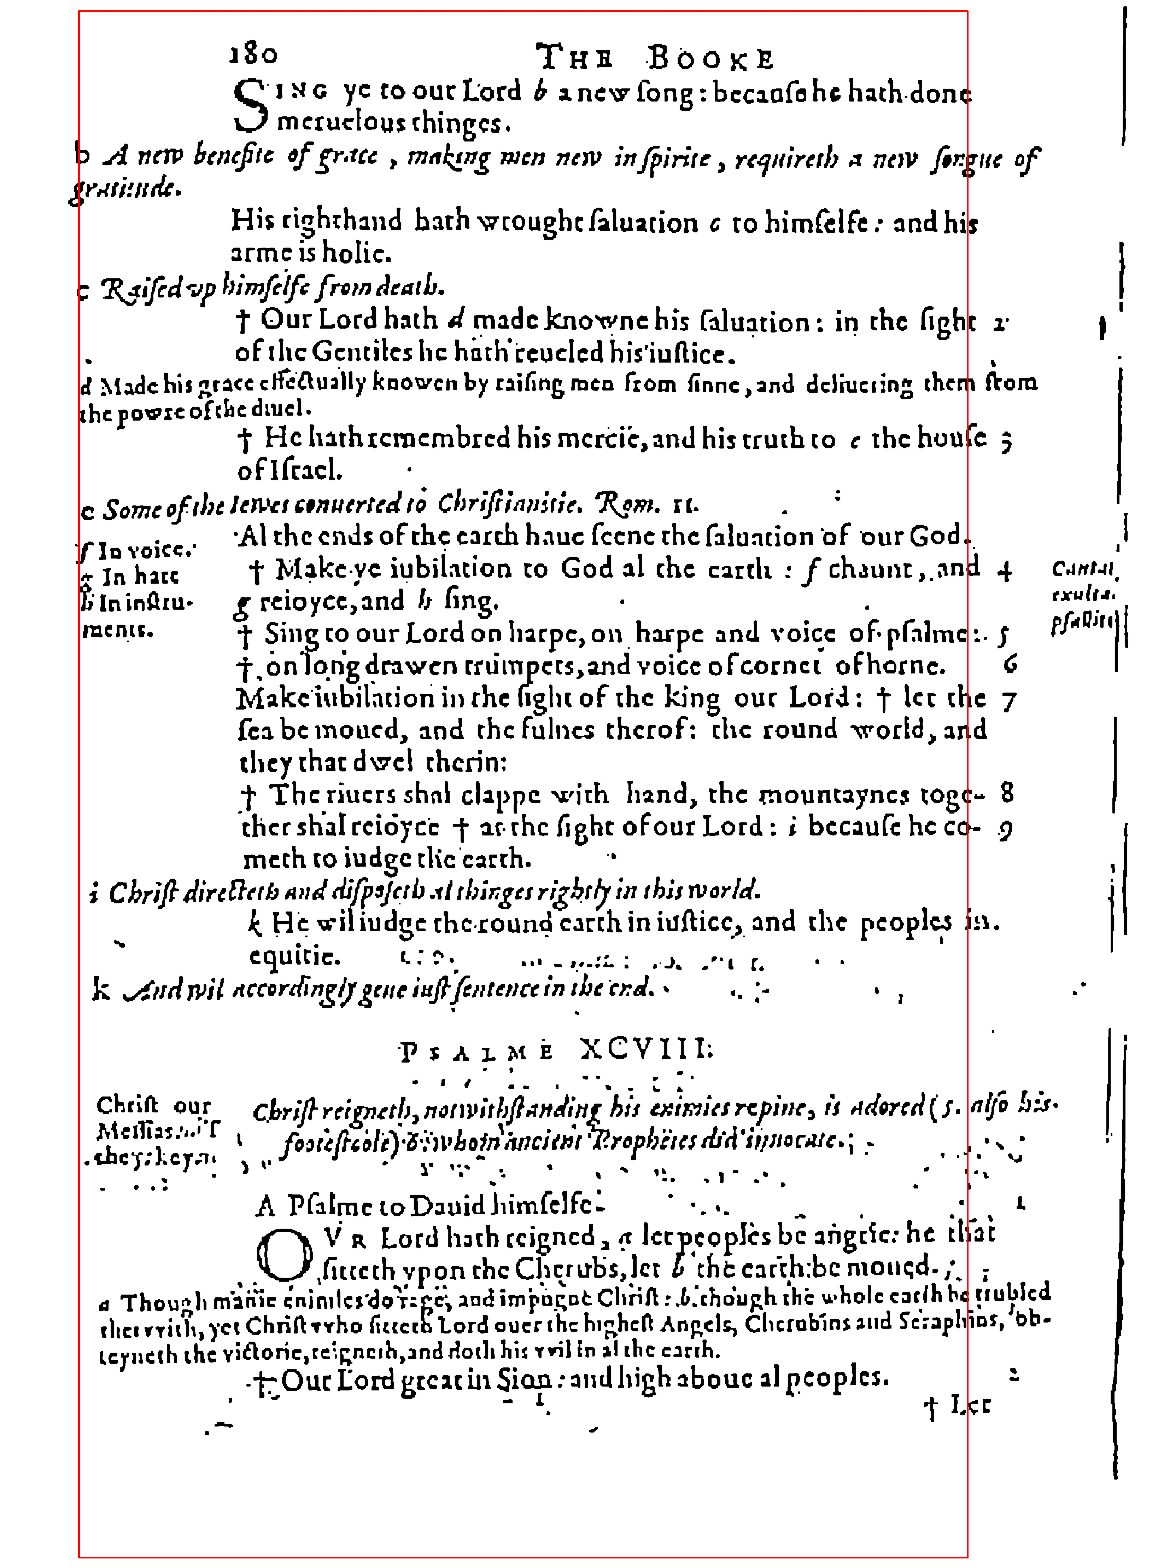 180 THE BOOKE
SING ye to our Lord b a new ſong: becauſe he hath done
meruelous thinges.
b A new benefite of grace, making men new in ſpirite, requireth a new ſongue of
gratitude.
His righthand hath wrought ſaluation c to himſelfe: and his
arme is holie.
c Raiſed vp himſelfe from death.
† Our Lord hath d made knowne his ſaluation: in the ſight 2
of the Gentiles he hath reueled his iuſtice.
d Made his grace effectually knowen by raiſing men from ſinne, and deliuering them from
the powre of the diuel.
† He hath remembred his mercie, and his truth to e the houſe 3
of Iſrael.
e Some of the Iewes conuerted to Chriſtianitie. Rom. 11.
Al the ends of the earth haue ſeene the ſaluation of our God.
f In voice.
† Make ye iubilation to God al the earth: f chaunt, and 4
g In hart
g reioyce, and h ſing.
h In inſtru-
ments.
Cantat,
exulta.
pſallite
† Sing to our Lord on harpe, on harpe and voice of pſalme: 5
† on long drawen trumpets, and voice of cornet of horne. 6
Make iubilation in the ſight of the king our Lord: † let the 7
ſea be moued, and the fulnes therof: the round world, and
they that dwel therin:
† The riuers shal clappe with hand, the mountaynes toge- 8
ther shal reioyce † at the ſight of our Lord: i becauſe he co- 9
meth to iudge the earth.
i Chriſt directeth and diſpoſeth al thinges rightly in this world.
k He wil iudge the round earth in iuſtice, and the peoples in
equitie.
k And wil accordingly geue iuſt ſentence in the end.
PSALME XCVIII.
Chriſt our
Meſſias.
the key
Chriſt reigneth, notwithſtanding his enimies repine, is adored (5. alſo his
footeſtoole) 6. whom ancient Prophetes did inuocate.
A Pſalme to Dauid himſelfe. 1
OVR Lord hath reigned, a let peoples be angrie: he that
ſitteth vpon the Cherubs, let b the earth be moued.
a Though manie enimies do rage, and impugne Chriſt: b. though the whole earth be trubled
therwith, yet Chriſt who ſitteth Lord ouer the higheſt Angels, Cherubins and Seraphins, ob-
teyneth the victorie, reigneth, and doth his wil in al the earth.
† Our Lord great in Sion: and high aboue al peoples. 2
† Let